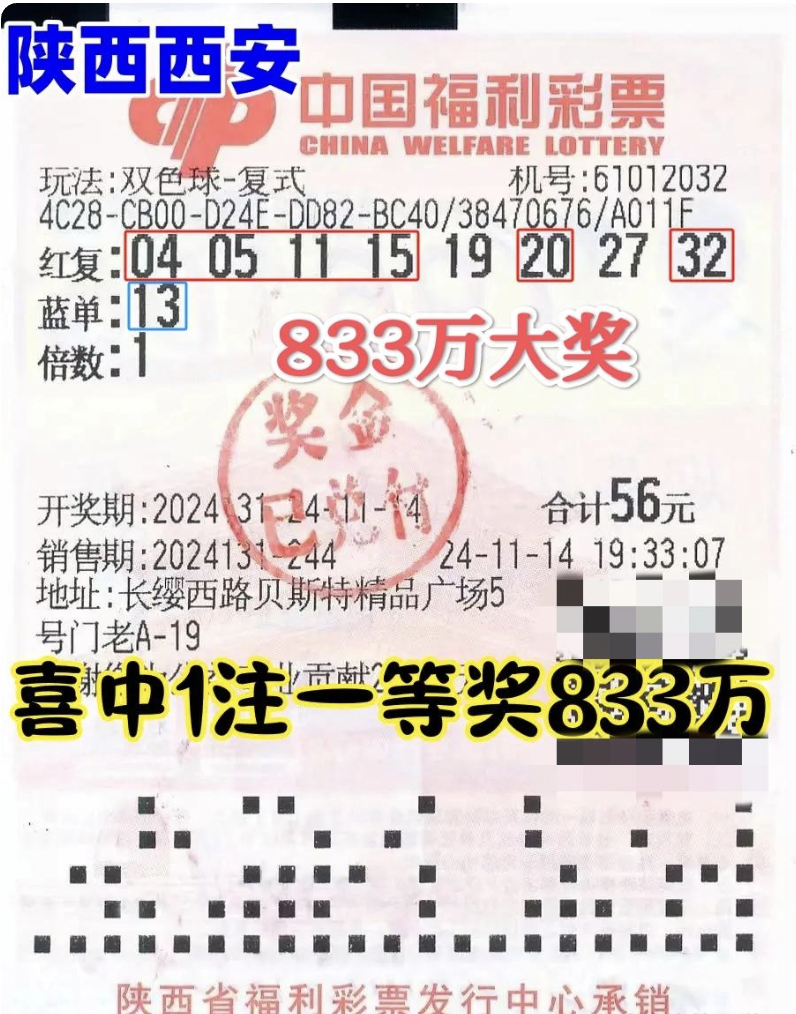 陕西西安
中国福利彩票
CHINA WELFARE LOTTERY
玩法:双色球-复式 机号:61012032
4C28-CB00-D24E-DD82-BC40/38470676/A011F
红复:04 05 11 15 19 20 27 32
蓝单:13
倍数:1
833万大奖
奖金
已兑付
开奖期:2024131 24-11-14 合计56元
销售期:2024131-244 24-11-14 19:33:07
地址:长缨西路贝斯特精品广场5
号门老A-19
喜中1注一等奖833万
陕西省福利彩票发行中心承销